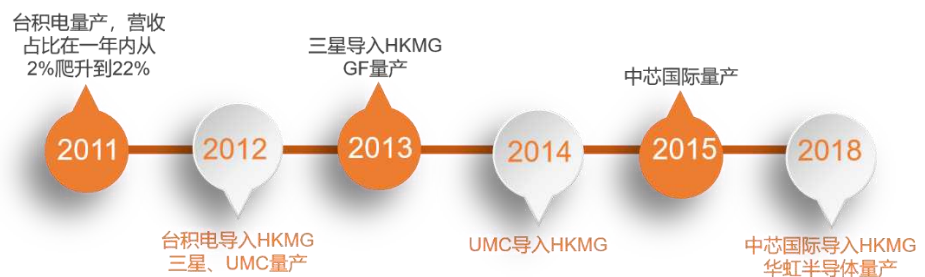 台积电量产，营收
占比在一年内从
2%爬升到22%
三星导入HKMG
GF量产
中芯国际量产
2011
2012
2013
2014
2015
2018
台积电导入HKMG
三星、UMC量产
UMC导入HKMG
中芯国际导入HKMG
华虹半导体量产